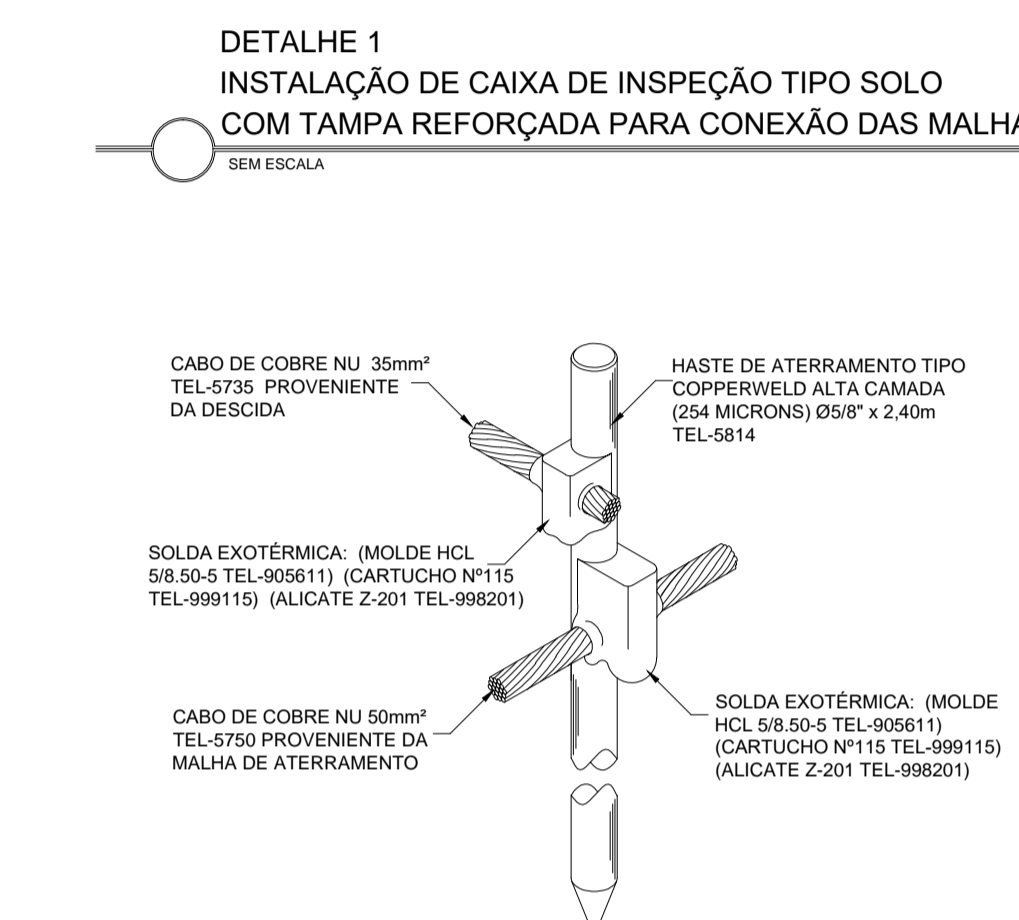 DETALHE 1
INSTALAÇÃO DE CAIXA DE INSPEÇÃO TIPO SOLO
COM TAMPA REFORÇADA PARA CONEXÃO DAS MALHA
SEM ESCALA
CABO DE COBRE NU 35mm²
TEL-5735 PROVENIENTE
DA DESCIDA
HASTE DE ATERRAMENTO TIPO
COPPERWELD ALTA CAMADA
(254 MICRONS) Ø5/8" x 2,40m
TEL-5814
SOLDA EXOTÉRMICA: (MOLDE HCL
5/8.50-5 TEL-905611) (CARTUCHO Nº115
TEL-999115) (ALICATE Z-201 TEL-998201)
CABO DE COBRE NU 50mm²
TEL-5750 PROVENIENTE DA
MALHA DE ATERRAMENTO
SOLDA EXOTÉRMICA: (MOLDE
HCL 5/8.50-5 TEL-905611)
(CARTUCHO Nº115 TEL-999115)
(ALICATE Z-201 TEL-998201)